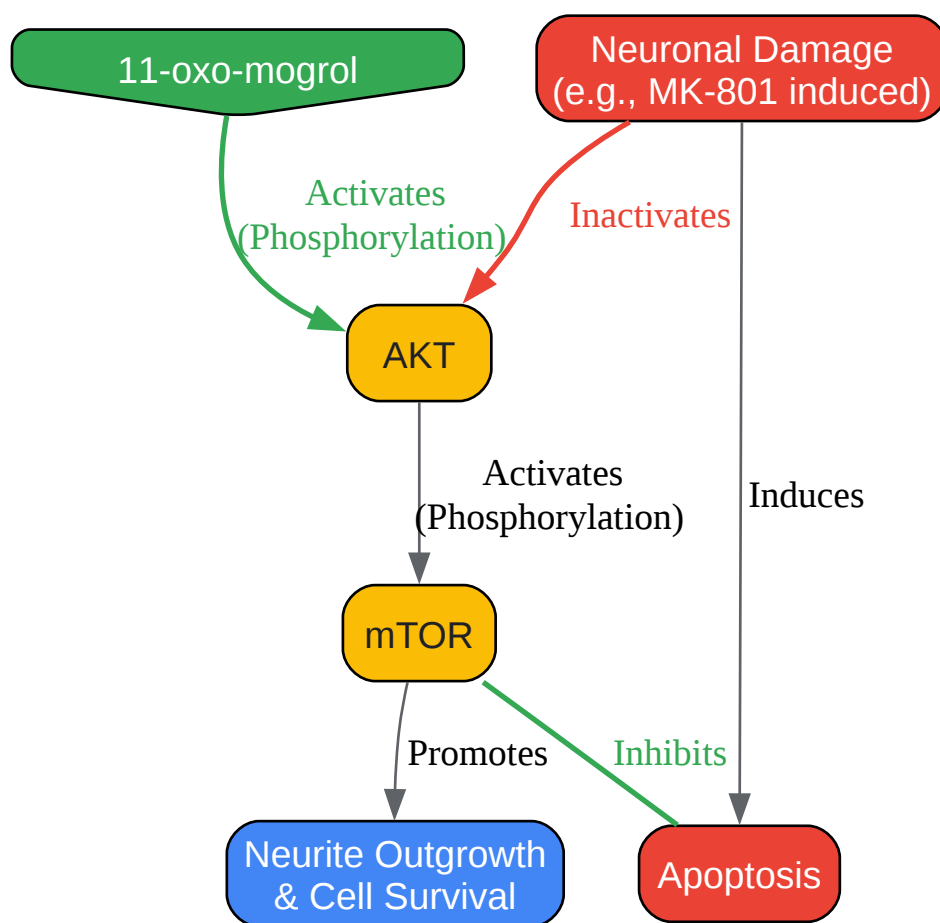 11-oxo-mogrol
Neuronal Damage
(e.g., MK-801 induced)
Activates
(Phosphorylation)
Inactivates
AKT
Activates
(Phosphorylation)
Induces
mTOR
Promotes
Inhibits
Neurite Outgrowth
& Cell Survival
Apoptosis